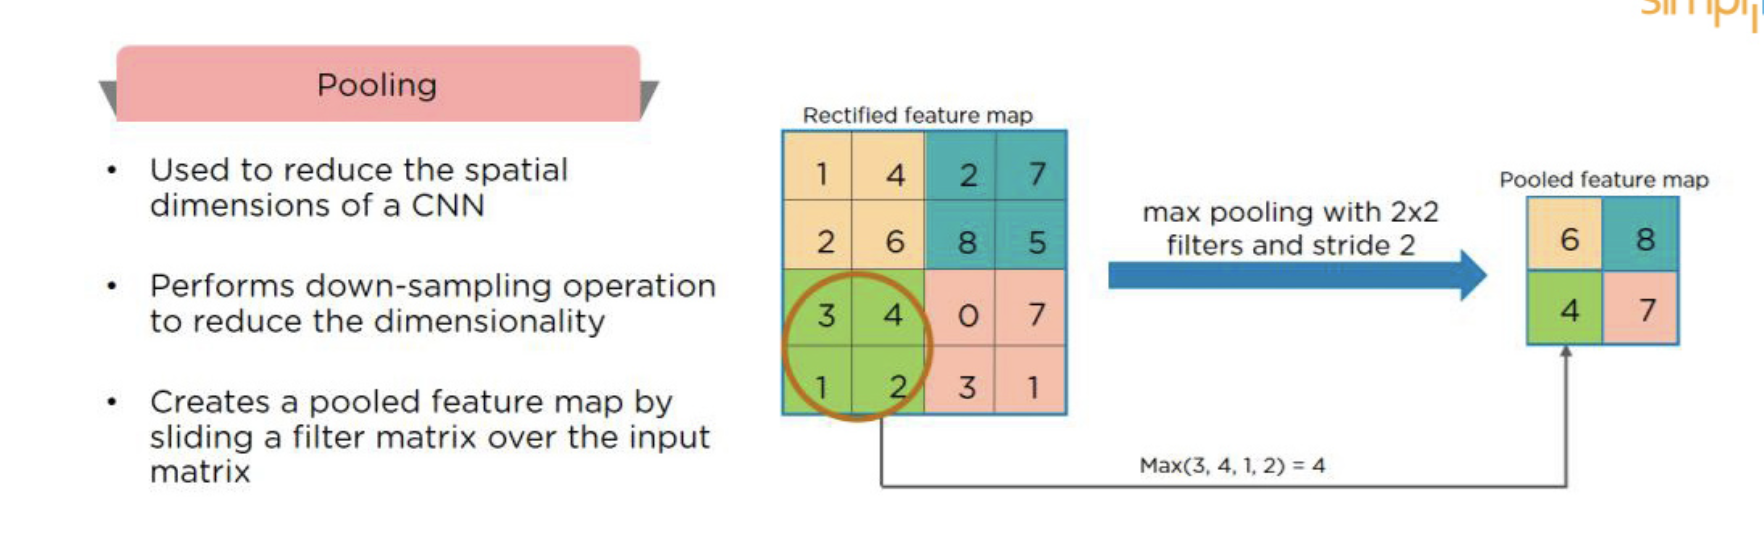 Pooling
• Used to reduce the spatial
dimensions of a CNN
• Performs down-sampling operation
to reduce the dimensionality
• Creates a pooled feature map by
sliding a filter matrix over the input
matrix
Rectified feature map
1 4 2 7
2 6 8 5
3 4 0 7
1 2 3 1
max pooling with 2x2
filters and stride 2
Max(3, 4, 1, 2) = 4
Pooled feature map
6 8
4 7